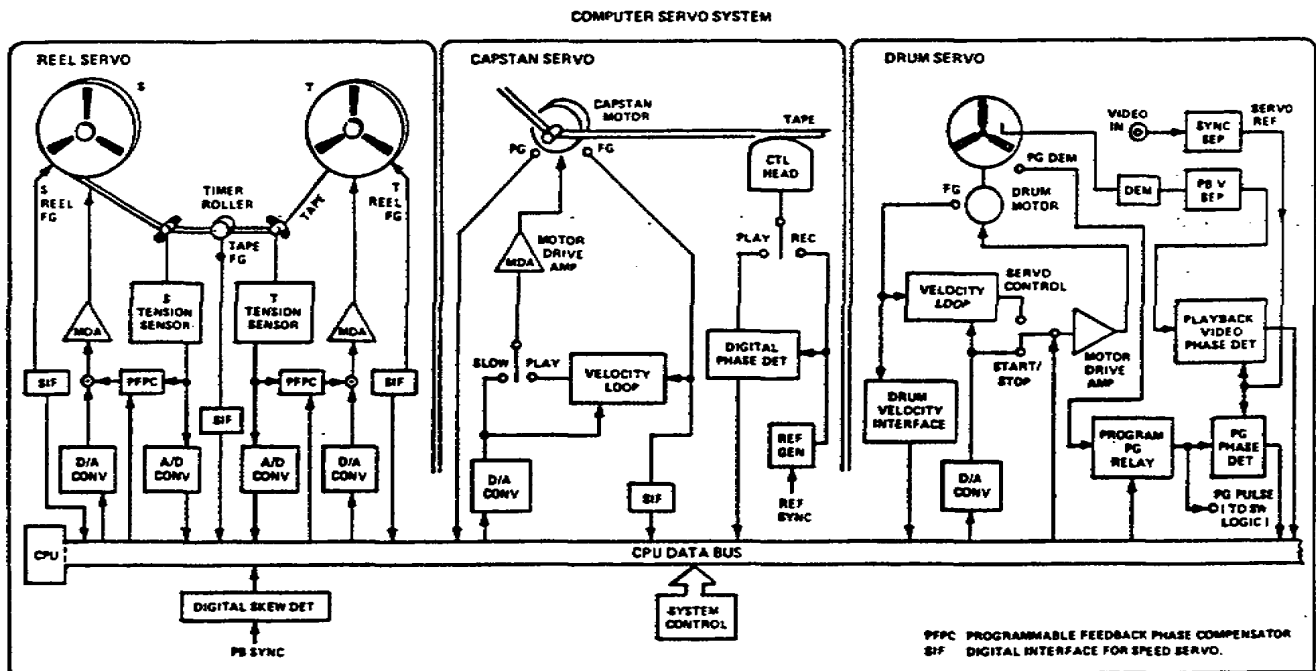 COMPUTER SERVO SYSTEM
REEL SERVO
S
T
S
REEL
FG
TIMER
ROLLER
TAPE
FG
TAPE
T
REEL
FG
MDA
S
TENSION
SENSOR
T
TENSION
SENSOR
MDA
SIF
PFPC
SIF
PFPC
SIF
D/A
CONV
A/D
CONV
A/D
CONV
D/A
CONV
CAPSTAN SERVO
CAPSTAN
MOTOR
TAPE
PG
FG
CTL
HEAD
MDA
MOTOR
DRIVE
AMP
PLAY
REC
SLOW
PLAY
VELOCITY
LOOP
DIGITAL
PHASE DET
D/A
CONV
SIF
REF
GEN
REF
SYNC
DRUM SERVO
VIDEO
IN
SYNC
SEP
SERVO
REF
PG DEM
FG
DRUM
MOTOR
DEM
PB V
SEP
VELOCITY
LOOP
SERVO
CONTROL
START/
STOP
MOTOR
DRIVE
AMP
PLAYBACK
VIDEO PHASE DET
DRUM
VELOCITY
INTERFACE
D/A
CONV
PROGRAM
PG
RELAY
PG
PHASE
DET
PG PULSE
( TO SW
LOGIC )
CPU
CPU DATA BUS
DIGITAL SKEW DET
PB SYNC
SYSTEM
CONTROL
PFPC PROGRAMMABLE FEEDBACK PHASE COMPENSATOR
SIF DIGITAL INTERFACE FOR SPEED SERVO.